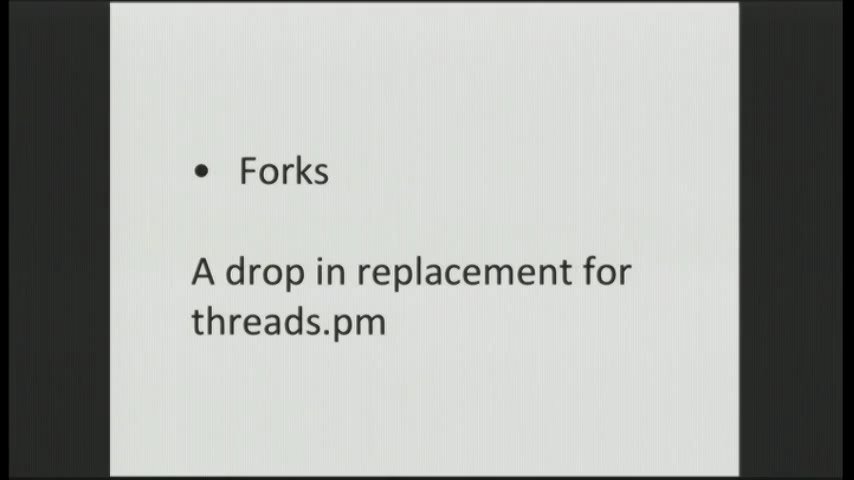 • Forks
A drop in replacement for
threads.pm